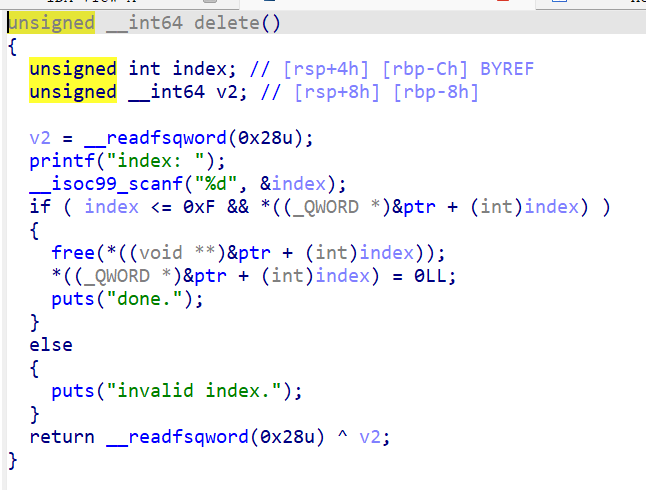 unsigned __int64 delete()
{
  unsigned int index; // [rsp+4h] [rbp-Ch] BYREF
  unsigned __int64 v2; // [rsp+8h] [rbp-8h]

  v2 = __readfsqword(0x28u);
  printf("index: ");
  __isoc99_scanf("%d", &index);
  if ( index <= 0xF && *((_QWORD *)&ptr + (int)index) )
  {
    free(*((void **)&ptr + (int)index));
    *((_QWORD *)&ptr + (int)index) = 0LL;
    puts("done.");
  }
  else
  {
    puts("invalid index.");
  }
  return __readfsqword(0x28u) ^ v2;
}